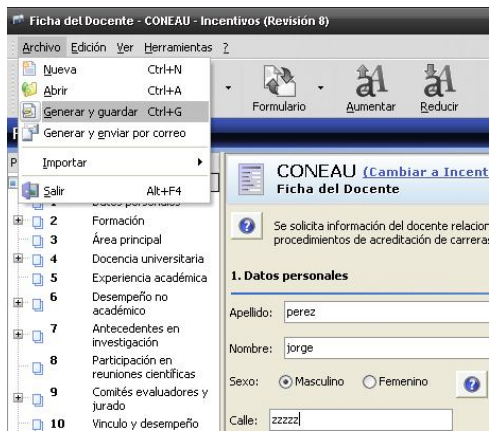 Ficha del Docente - CONEAU - Incentivos (Revisión 8)
Archivo Edición Ver Herramientas ?
Nueva Ctrl+N
Abrir Ctrl+A
Generar y guardar Ctrl+G
Generar y enviar por correo
Importar
Salir Alt+F4
Formulario Aumentar Reducir
CONEAU (Cambiar a Incent
Ficha del Docente
Se solicita información del docente relacion
procedimientos de acreditación de carreras
1. Datos personales
Apellido: perez
Nombre: jorge
Sexo: Masculino Femenino
Calle: zzzzz
1 Datos personales
2 Formación
3 Área principal
4 Docencia universitaria
5 Experiencia académica
6 Desempeño no
académico
7 Antecedentes en
investigación
8 Participación en
reuniones científicas
9 Comités evaluadores y
jurado
10 Vinculo y desempeño